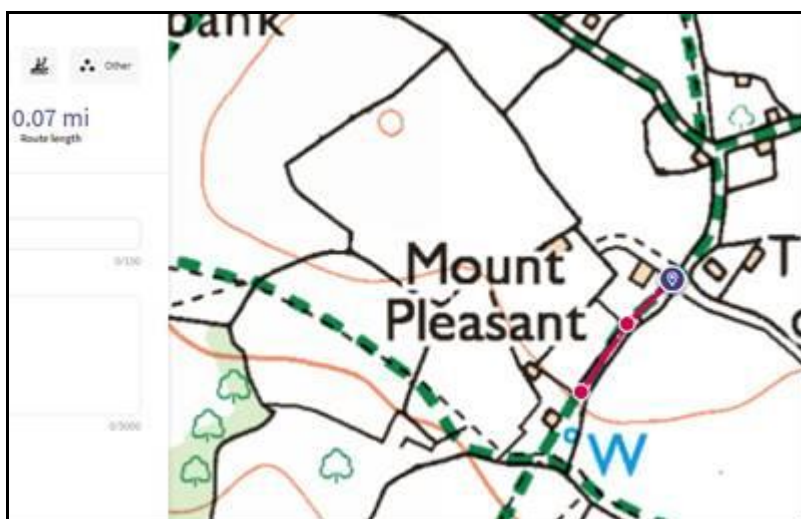 bank
Other
0.07 mi
Route length
0/100
Mount
Pleasant
T
0/5000
W